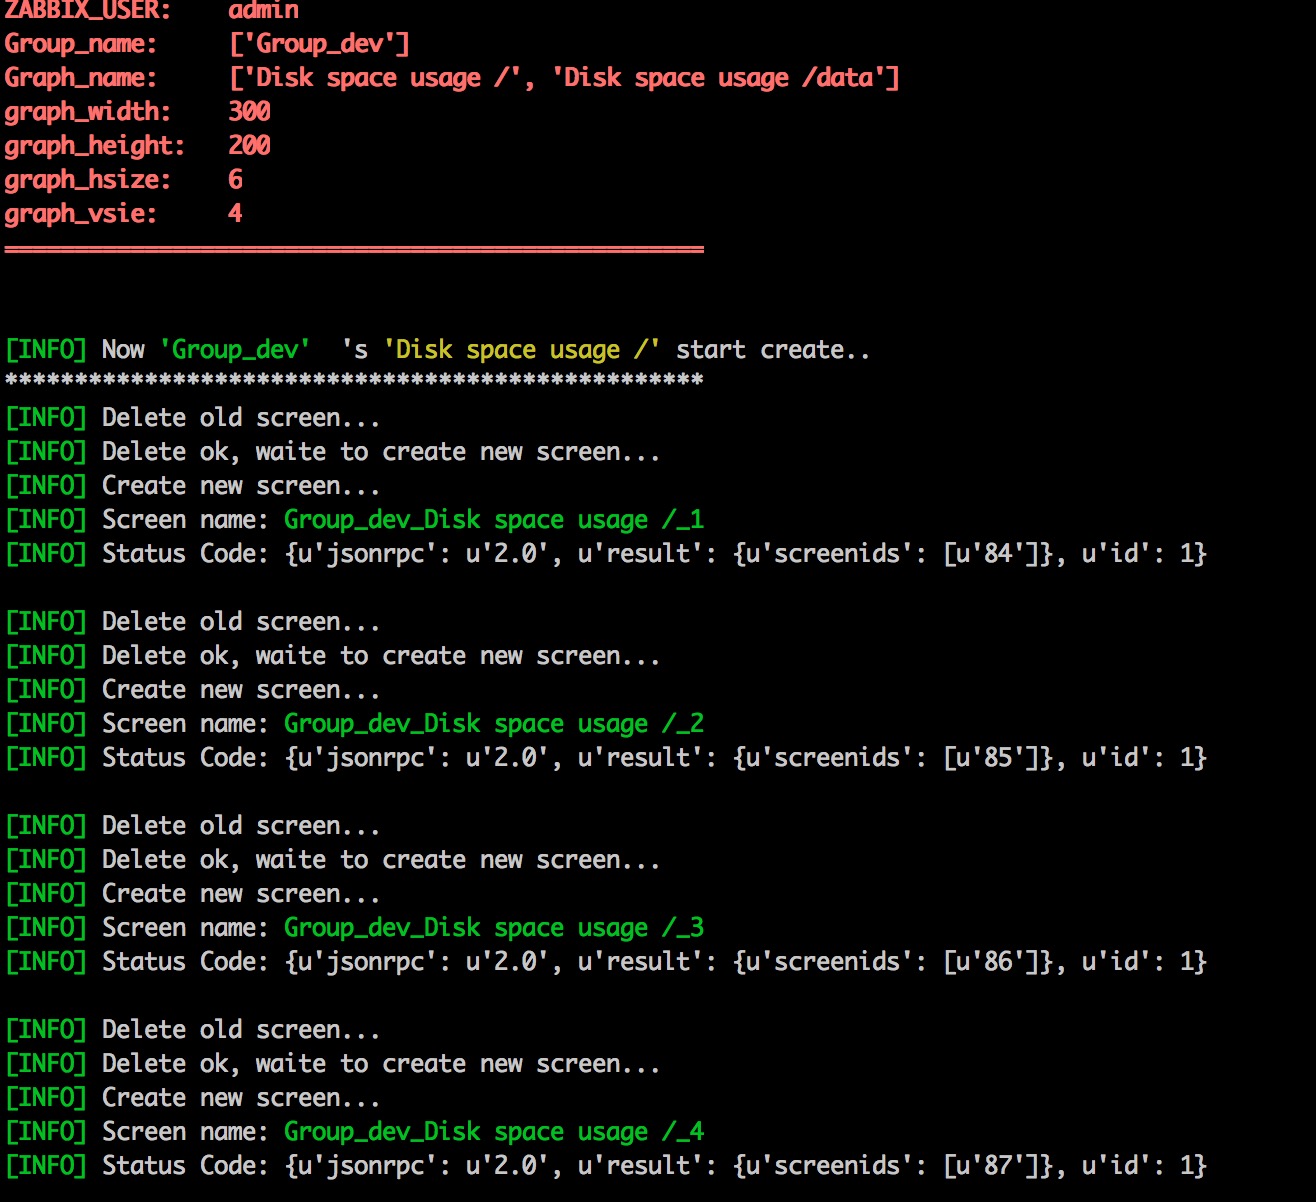 ZABBIX_USER:    admin
Group_name:     ['Group_dev']
Graph_name:     ['Disk space usage /', 'Disk space usage /data']
graph_width:    300
graph_height:   200
graph_hsize:    6
graph_vsie:     4
==================================================
[INFO] Now 'Group_dev'  's 'Disk space usage /' start create..
**************************************************
[INFO] Delete old screen...
[INFO] Delete ok, waite to create new screen...
[INFO] Create new screen...
[INFO] Screen name: Group_dev_Disk space usage /_1
[INFO] Status Code: {u'jsonrpc': u'2.0', u'result': {u'screenids': [u'84']}, u'id': 1}
[INFO] Delete old screen...
[INFO] Delete ok, waite to create new screen...
[INFO] Create new screen...
[INFO] Screen name: Group_dev_Disk space usage /_2
[INFO] Status Code: {u'jsonrpc': u'2.0', u'result': {u'screenids': [u'85']}, u'id': 1}
[INFO] Delete old screen...
[INFO] Delete ok, waite to create new screen...
[INFO] Create new screen...
[INFO] Screen name: Group_dev_Disk space usage /_3
[INFO] Status Code: {u'jsonrpc': u'2.0', u'result': {u'screenids': [u'86']}, u'id': 1}
[INFO] Delete old screen...
[INFO] Delete ok, waite to create new screen...
[INFO] Create new screen...
[INFO] Screen name: Group_dev_Disk space usage /_4
[INFO] Status Code: {u'jsonrpc': u'2.0', u'result': {u'screenids': [u'87']}, u'id': 1}